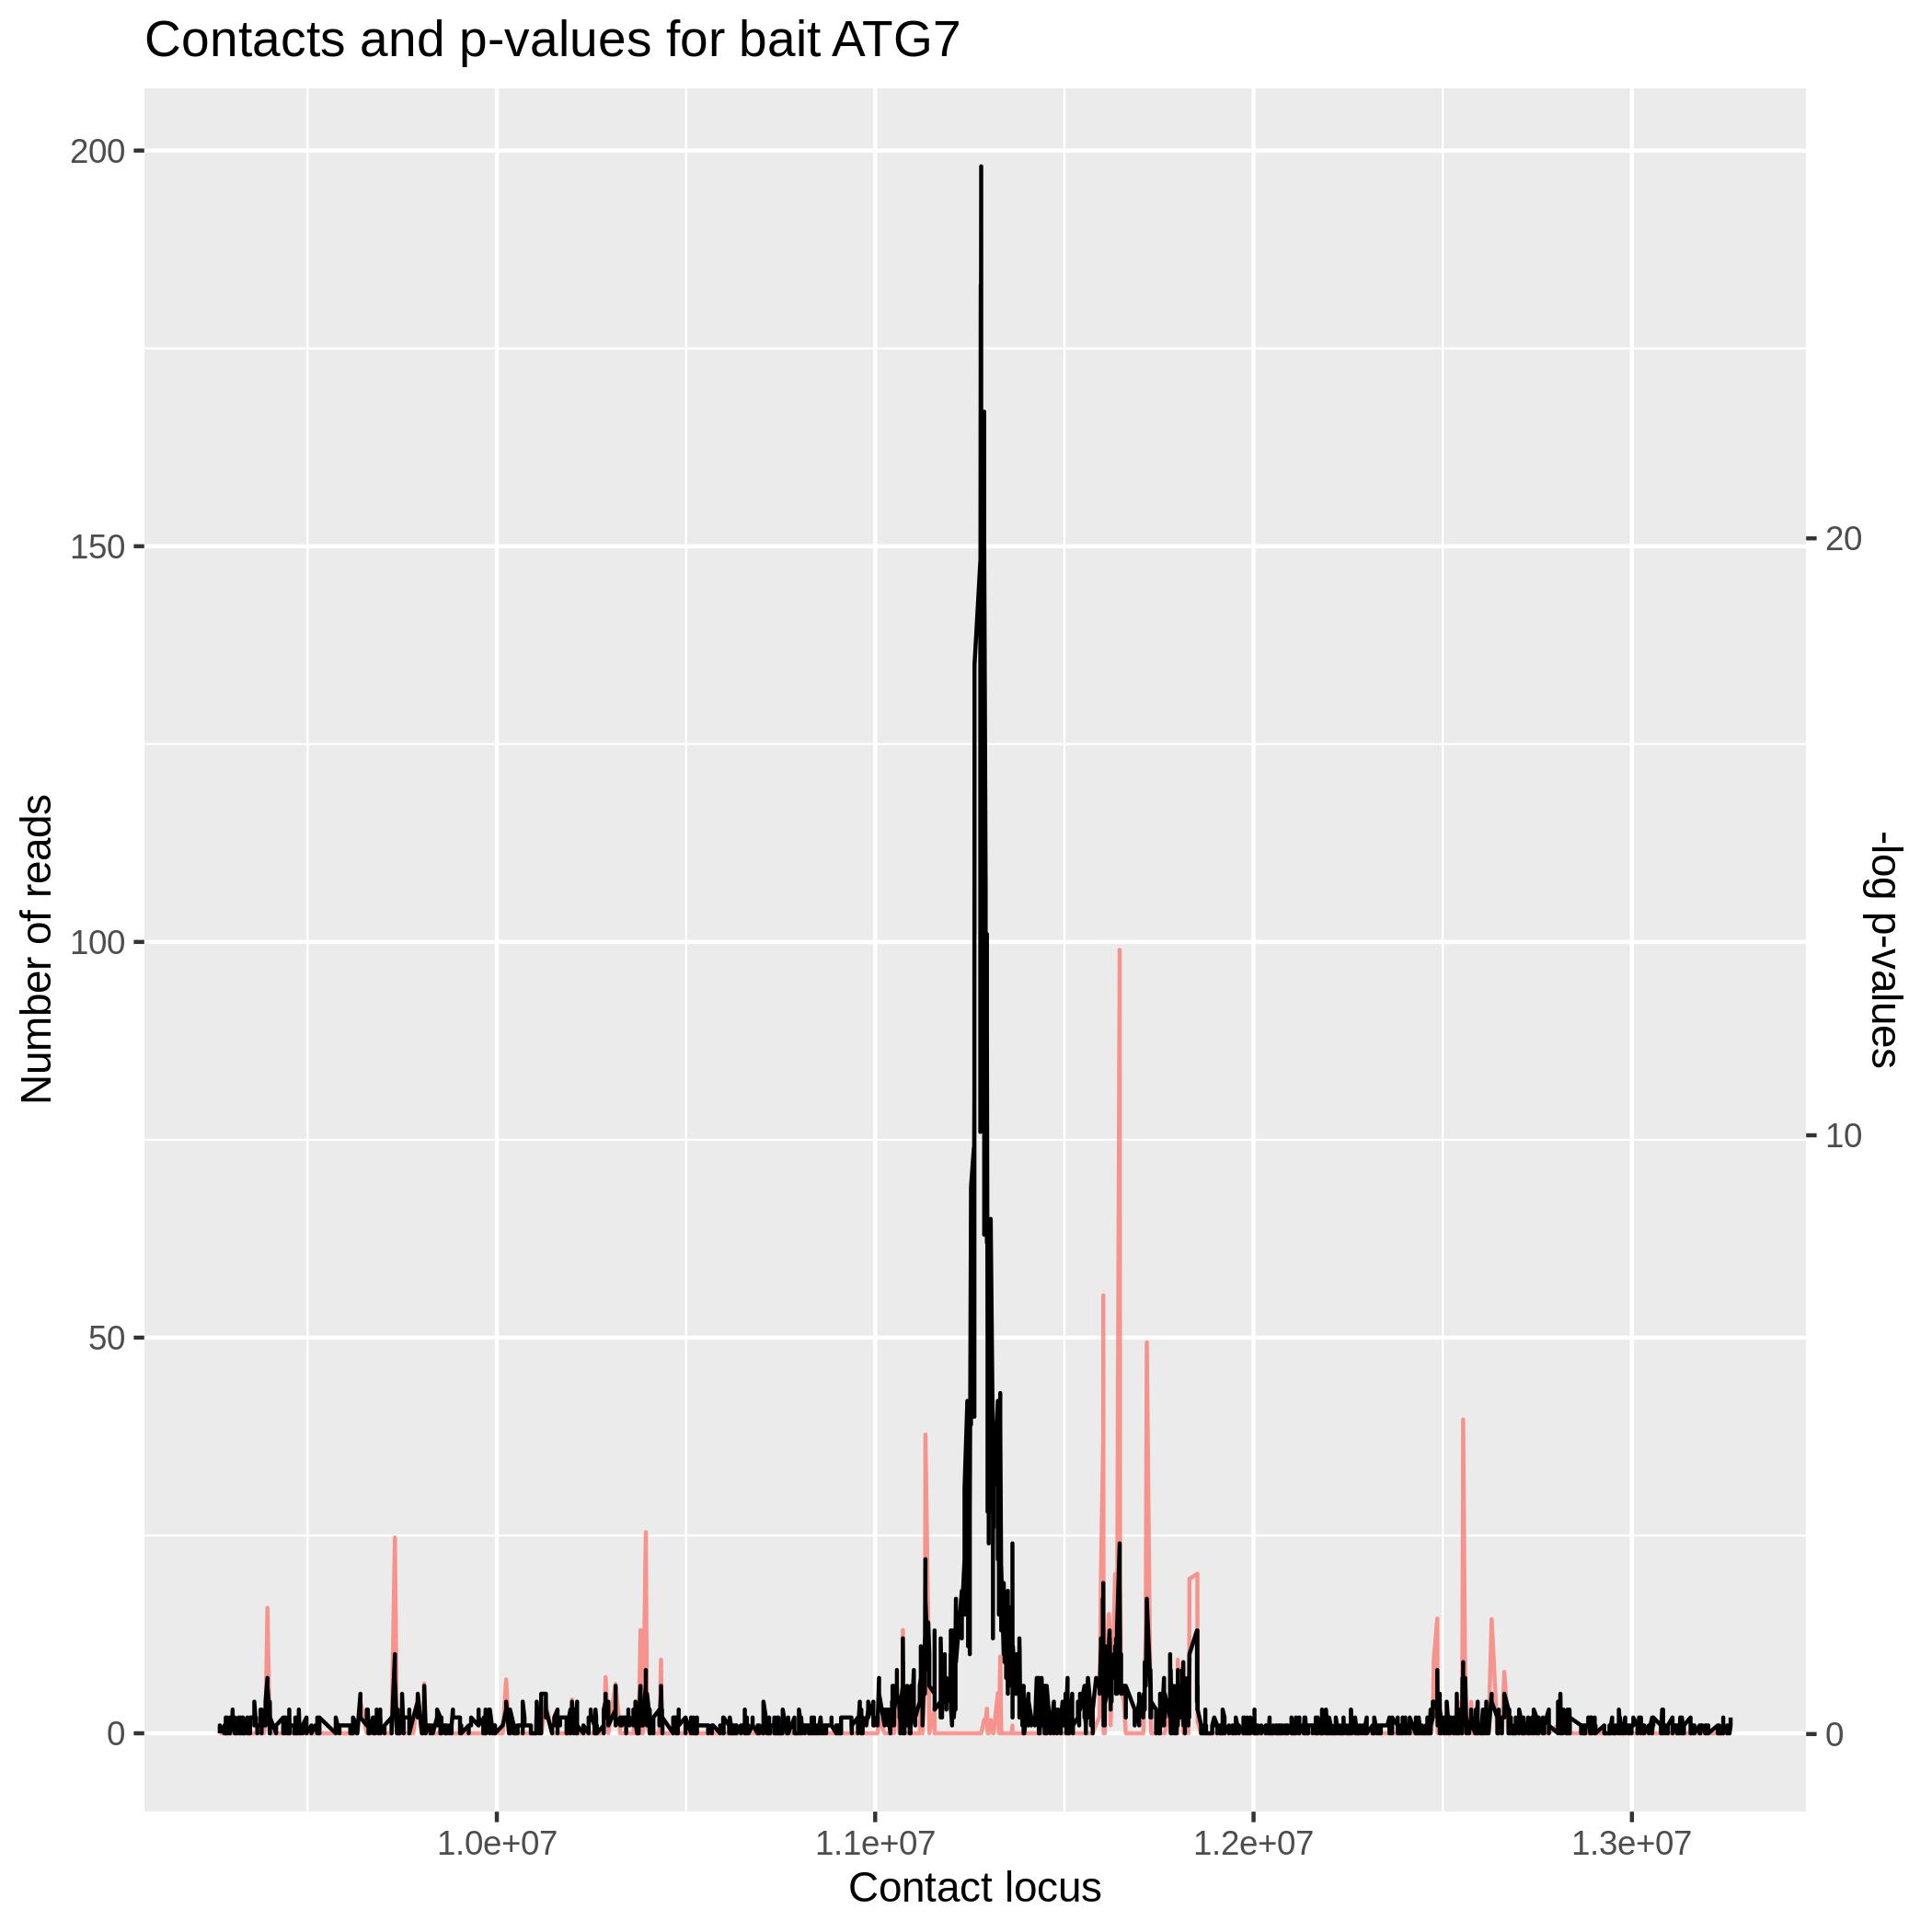 Contacts and p-values for bait ATG7
200
150
100
50
0
Number of reads
20
10
0
-log p-values
1.0e+07
1.1e+07
1.2e+07
1.3e+07
Contact locus